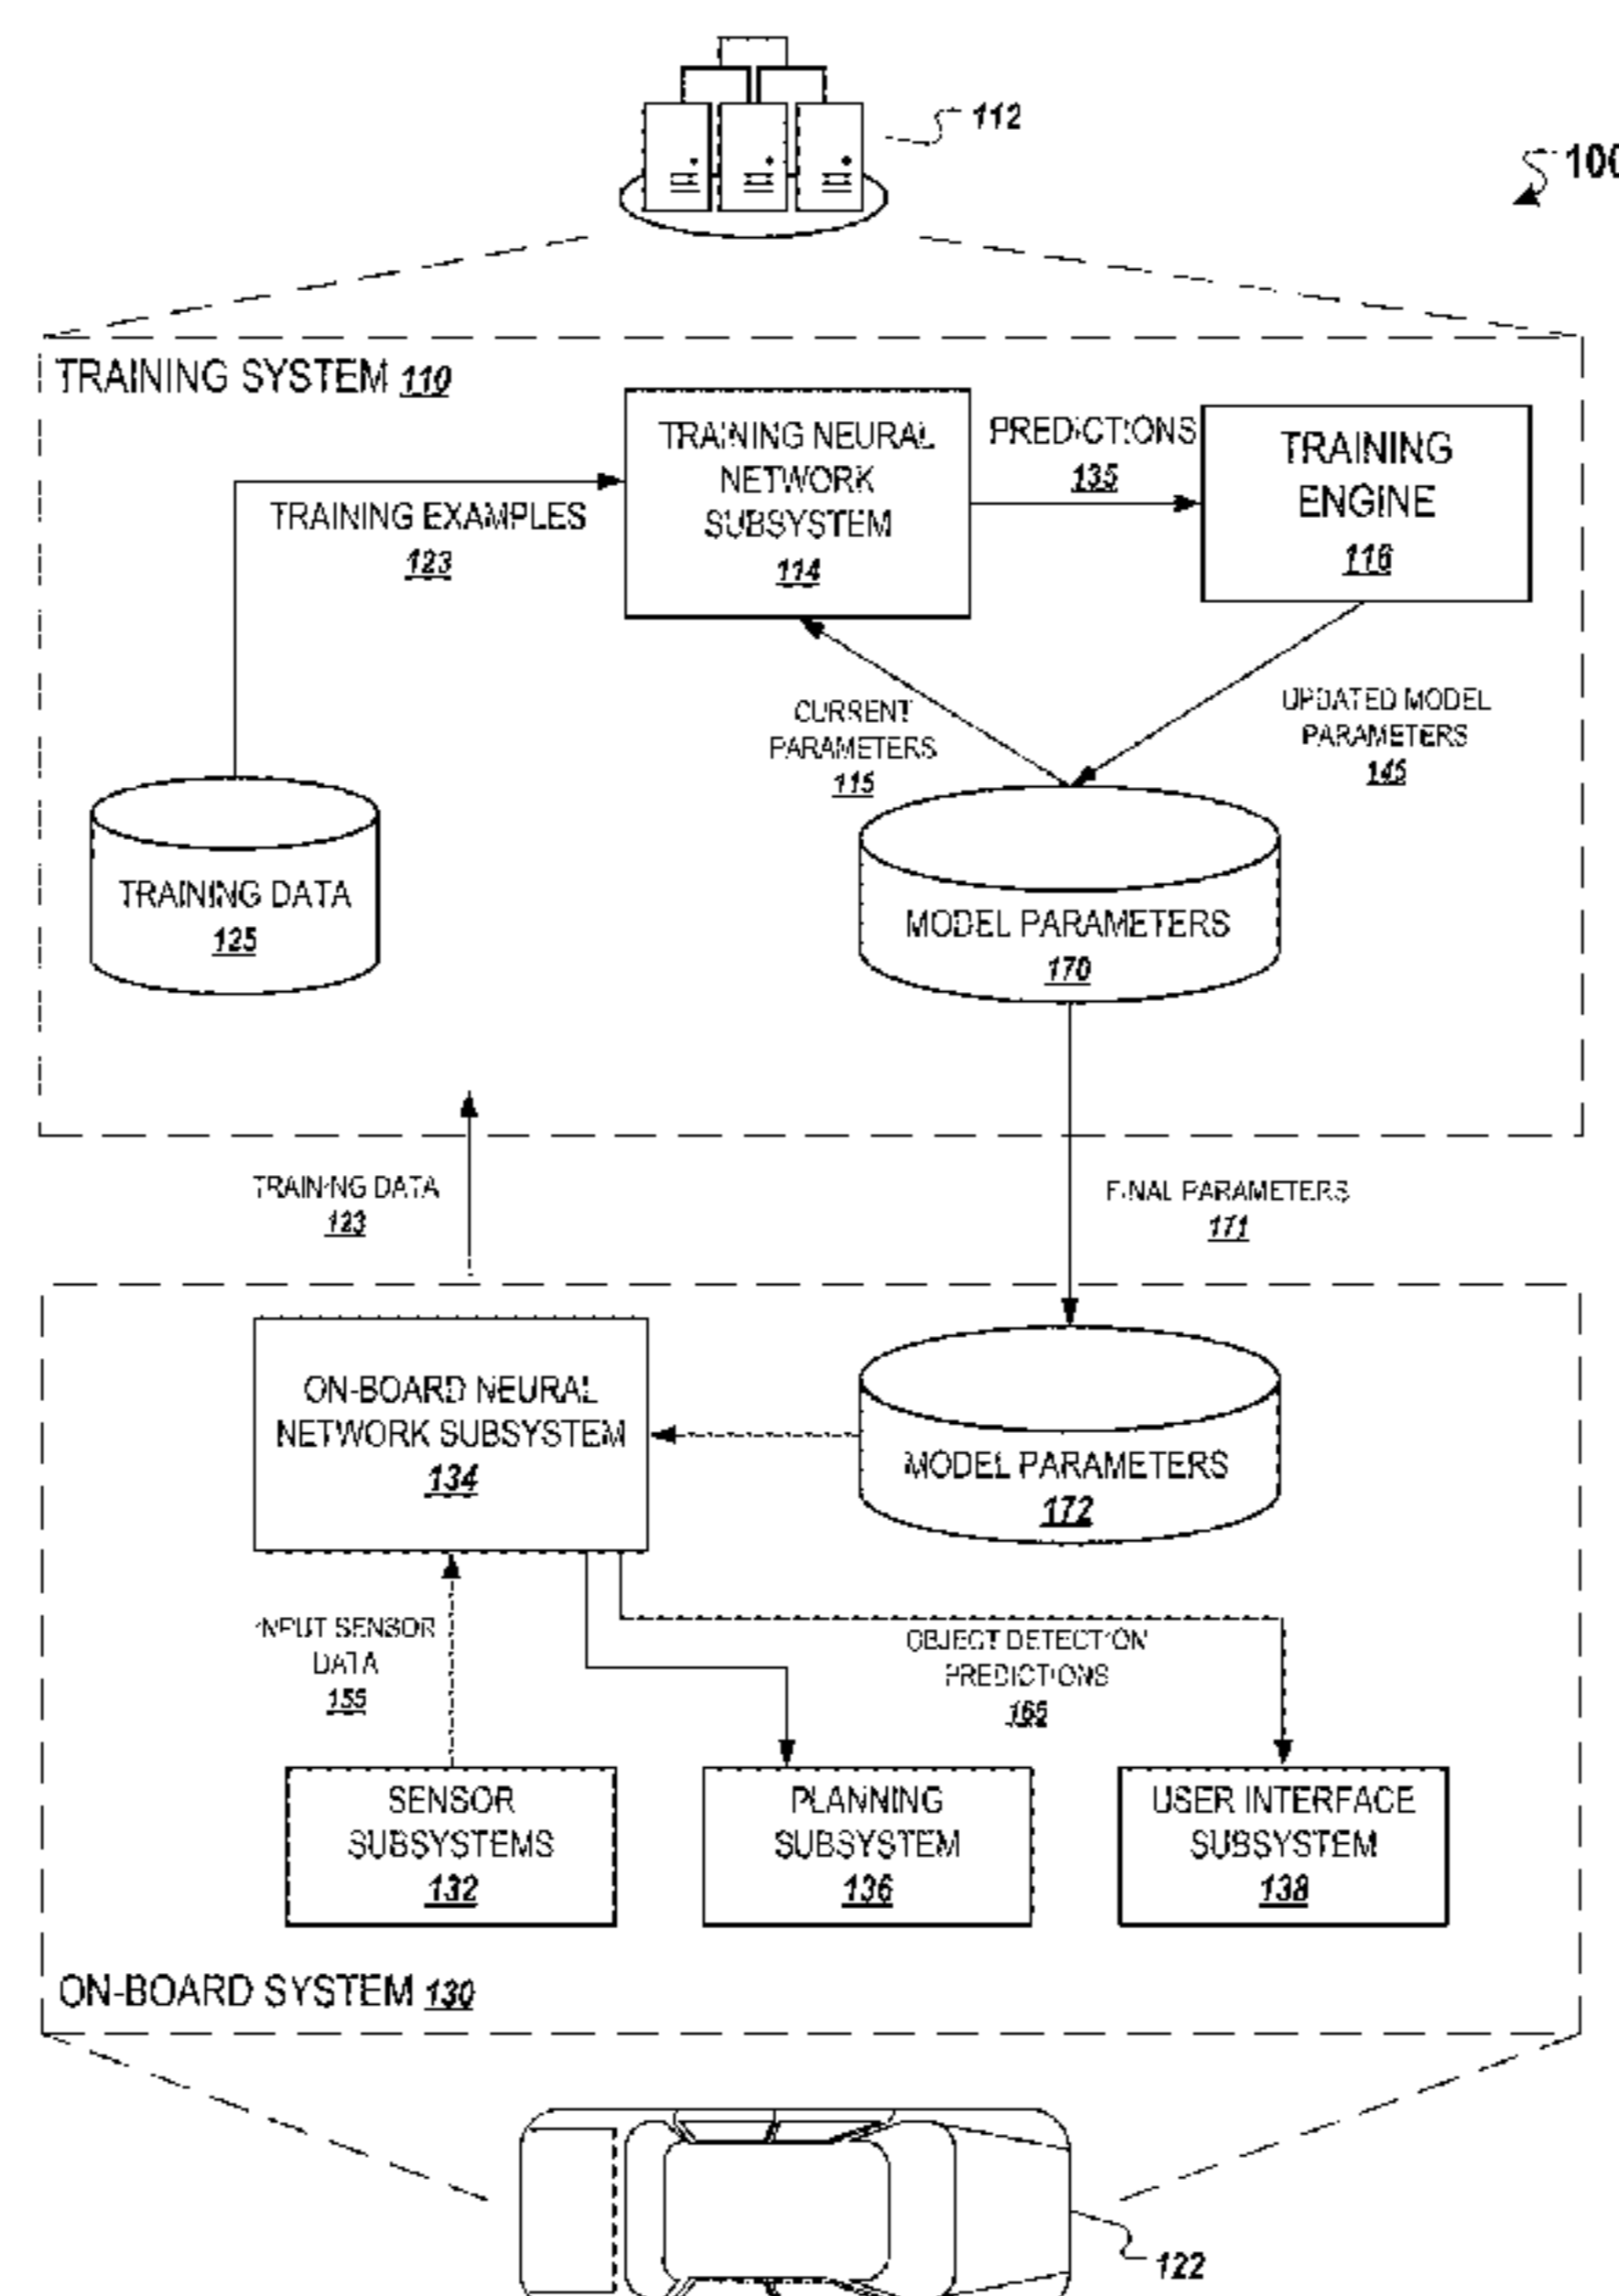 112
100
TRAINING SYSTEM 110
TRAINING NEURAL
NETWORK
SUBSYSTEM
114
PREDICTIONS
135
TRAINING
ENGINE
116
TRAINING EXAMPLES
123
CURRENT
PARAMETERS
115
UPDATED MODEL
PARAMETERS
145
TRAINING DATA
125
MODEL PARAMETERS
170
TRAINING DATA
123
FINAL PARAMETERS
171
ON-BOARD NEURAL
NETWORK SUBSYSTEM
134
MODEL PARAMETERS
172
INPUT SENSOR
DATA
155
OBJECT DETECTION
PREDICTIONS
165
SENSOR
SUBSYSTEMS
132
PLANNING
SUBSYSTEM
136
USER INTERFACE
SUBSYSTEM
138
ON-BOARD SYSTEM 130
122